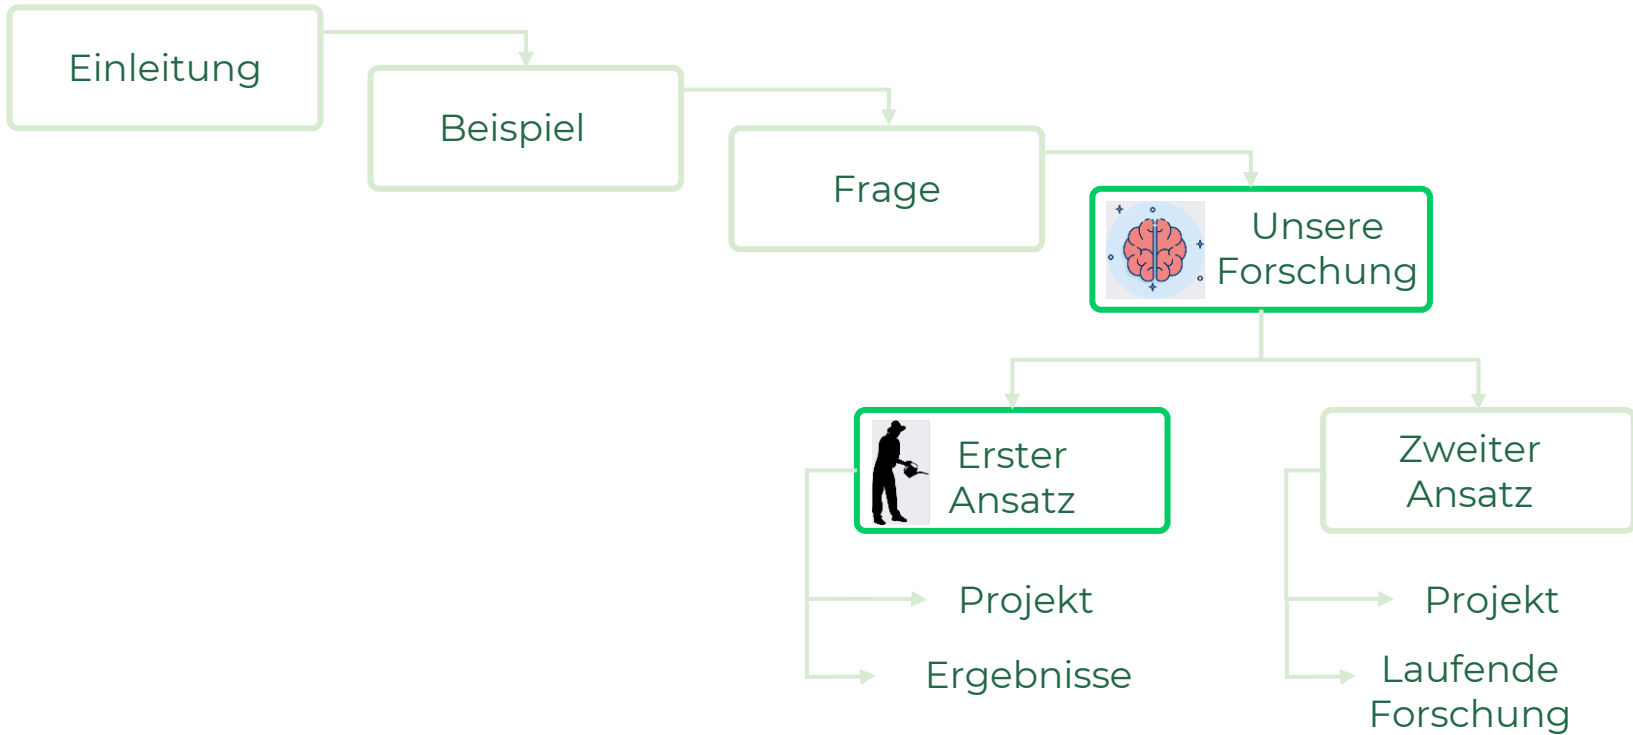 Einleitung
Beispiel
Frage
Unsere
Forschung
Erster
Ansatz
Projekt
Ergebnisse
Zweiter
Ansatz
Projekt
Laufende
Forschung